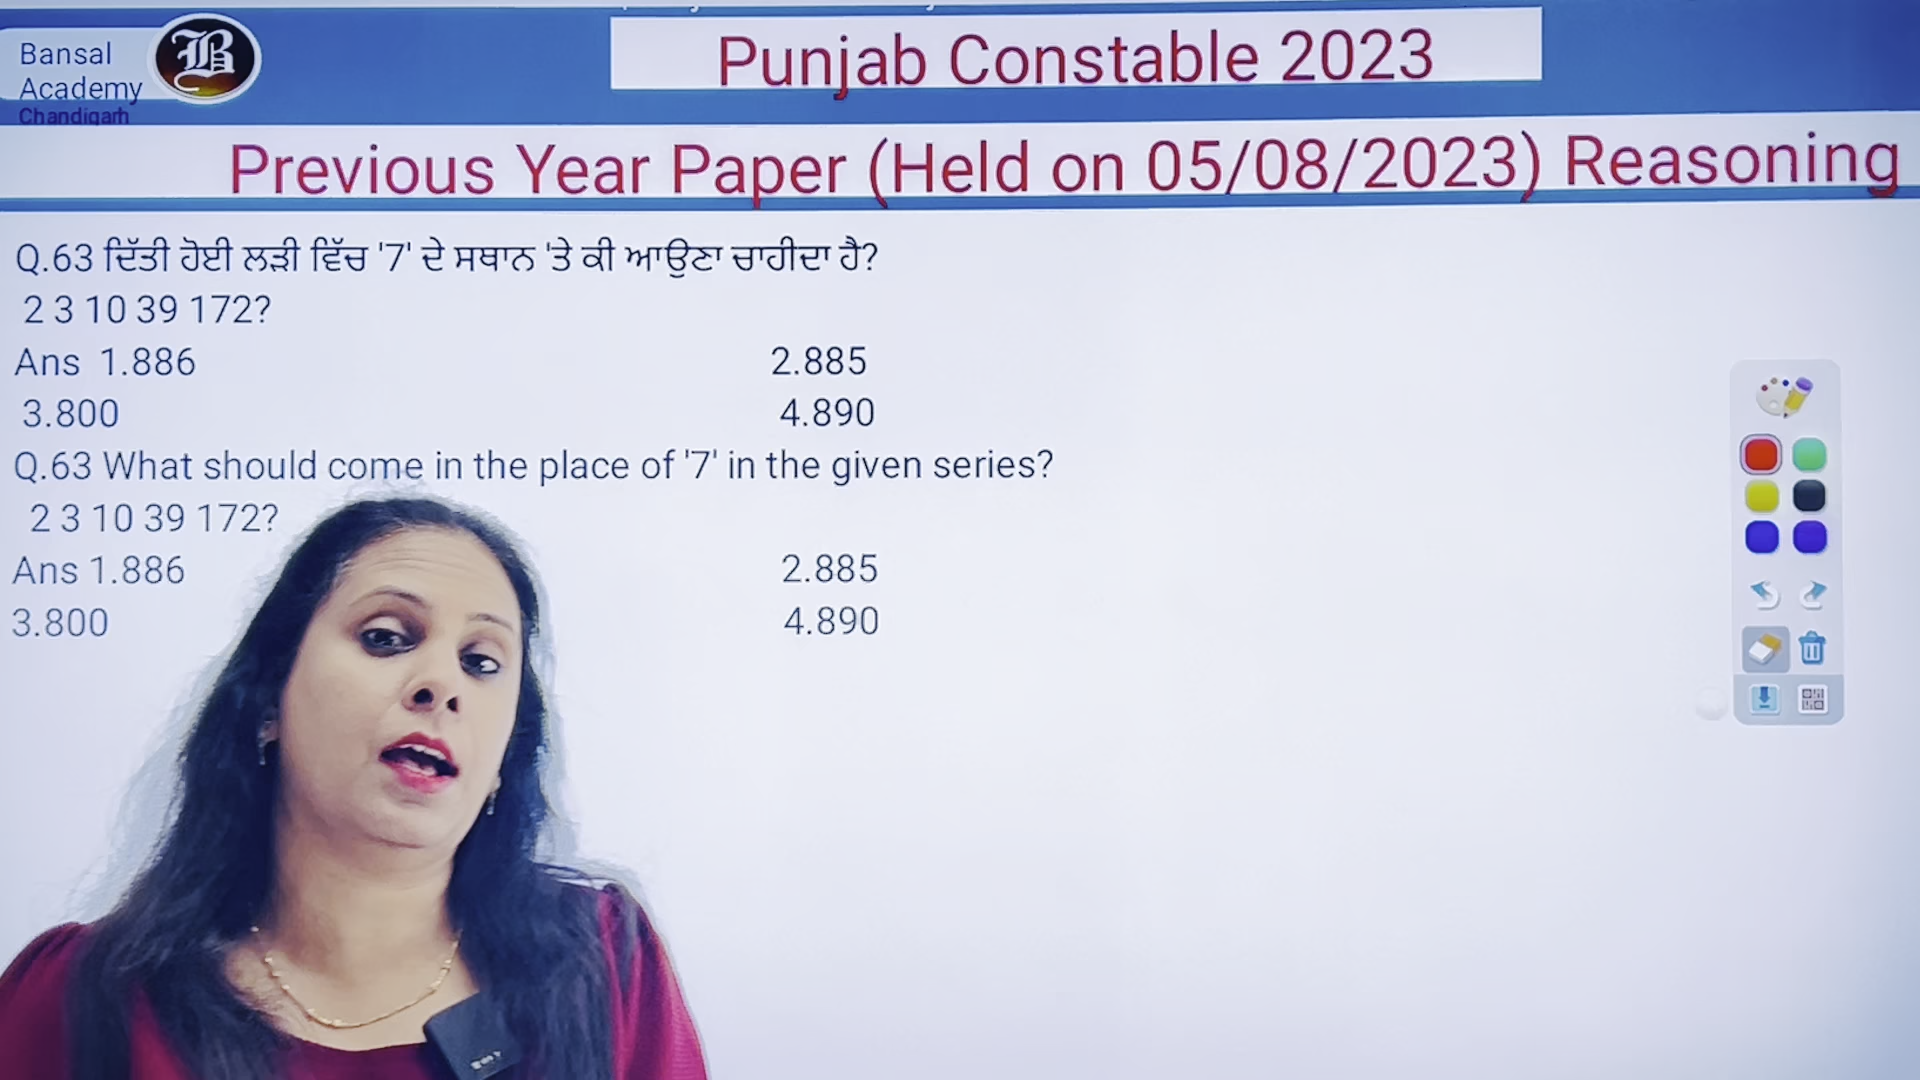 Bansal
Academy
Chandigarh
Punjab Constable 2023
Previous Year Paper (Held on 05/08/2023) Reasoning
Q.63 ਦਿੱਤੀ ਹੋਈ ਲੜੀ ਵਿੱਚ '7' ਦੇ ਸਥਾਨ 'ਤੇ ਕੀ ਆਉਣਾ ਚਾਹੀਦਾ ਹੈ?
2 3 10 39 172?
Ans 1.886 2.885
3.800 4.890
Q.63 What should come in the place of '7' in the given series?
2 3 10 39 172?
Ans 1.886 2.885
3.800 4.890